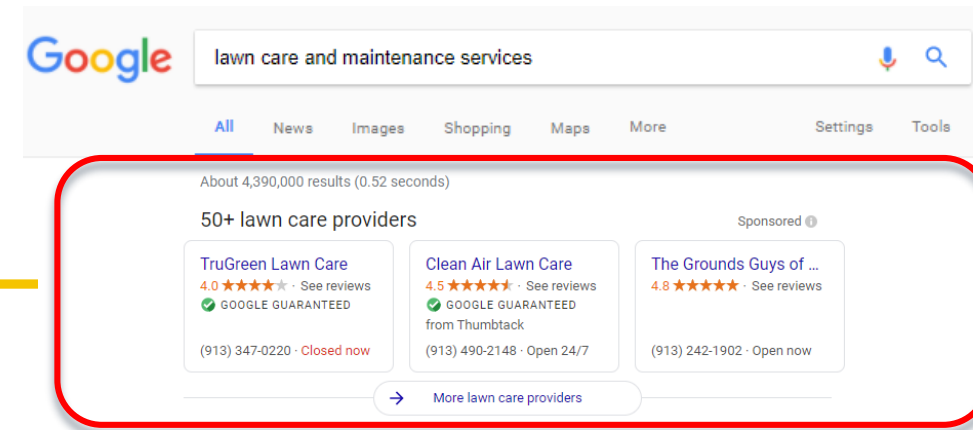 Google
lawn care and maintenance services
All News Images Shopping Maps More Settings Tools
About 4,390,000 results (0.52 seconds)
50+ lawn care providers Sponsored
TruGreen Lawn Care
4.0 ★★★★★ · See reviews
GOOGLE GUARANTEED
(913) 347-0220 · Closed now
Clean Air Lawn Care
4.5 ★★★★★ · See reviews
GOOGLE GUARANTEED
from Thumbtack
(913) 490-2148 · Open 24/7
The Grounds Guys of ...
4.8 ★★★★★ · See reviews
(913) 242-1902 · Open now
→ More lawn care providers